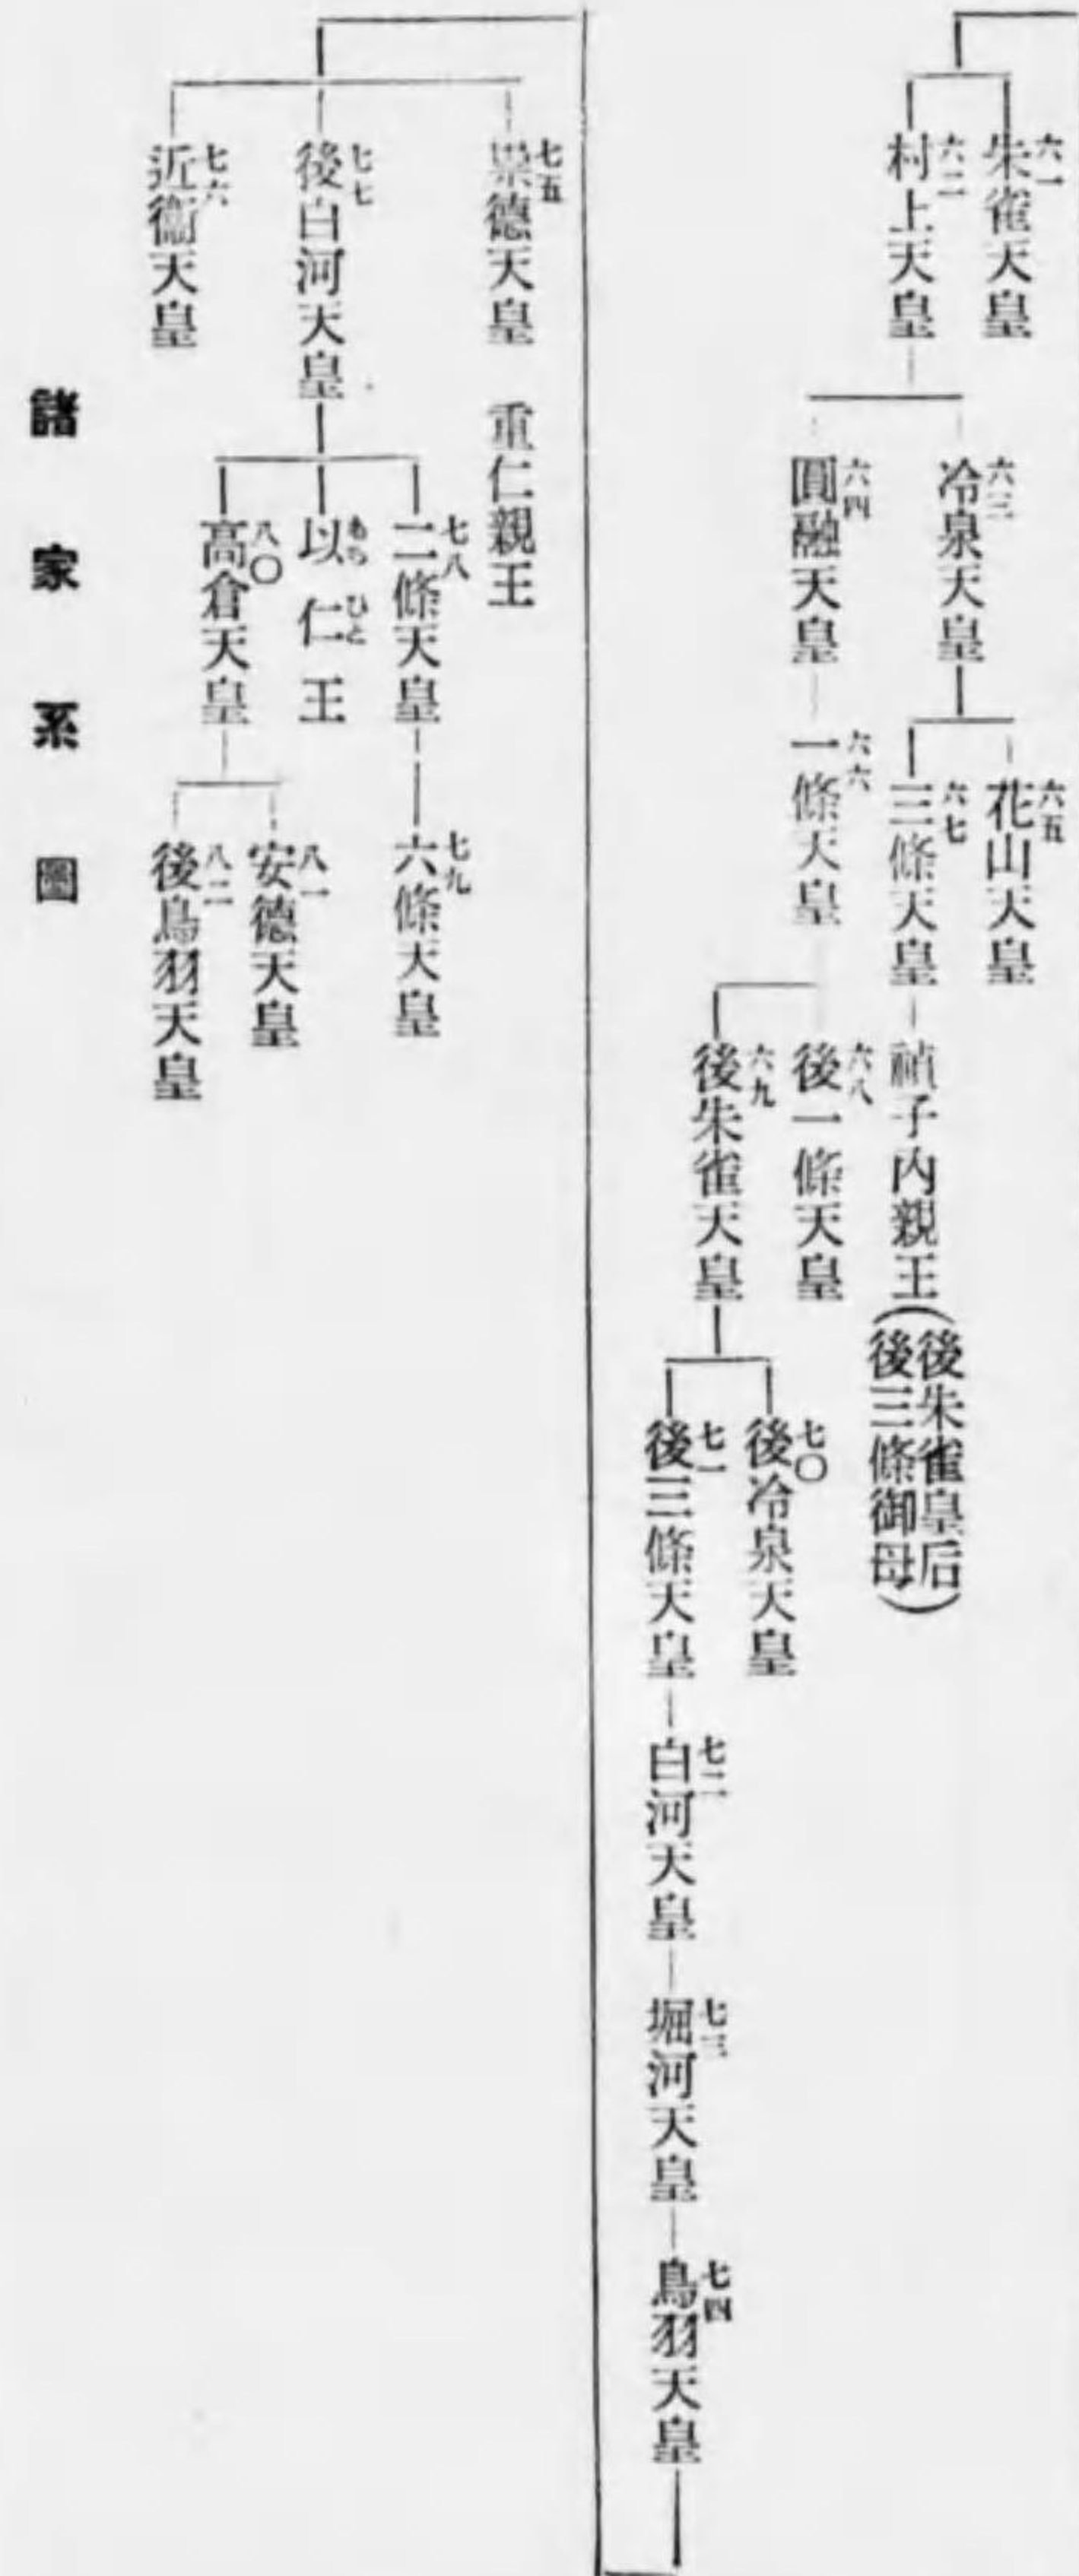 六一
朱雀天皇
六二
村上天皇
六三
冷泉天皇
六五
花山天皇
六七
三條天皇
禎子內親王(後朱雀皇后
後三條御母)
六四
圓融天皇
六六
一條天皇
六八
後一條天皇
六九
後朱雀天皇
七〇
後冷泉天皇
七一
後三條天皇
七二
白河天皇
七三
堀河天皇
七四
鳥羽天皇
七五
崇德天皇
重仁親王
七七
後白河天皇
七八
二條天皇
七九
六條天皇
もち ひと
以仁王
八〇
高倉天皇
八一
安德天皇
八二
後鳥羽天皇
七六
近衞天皇
諸家系圖